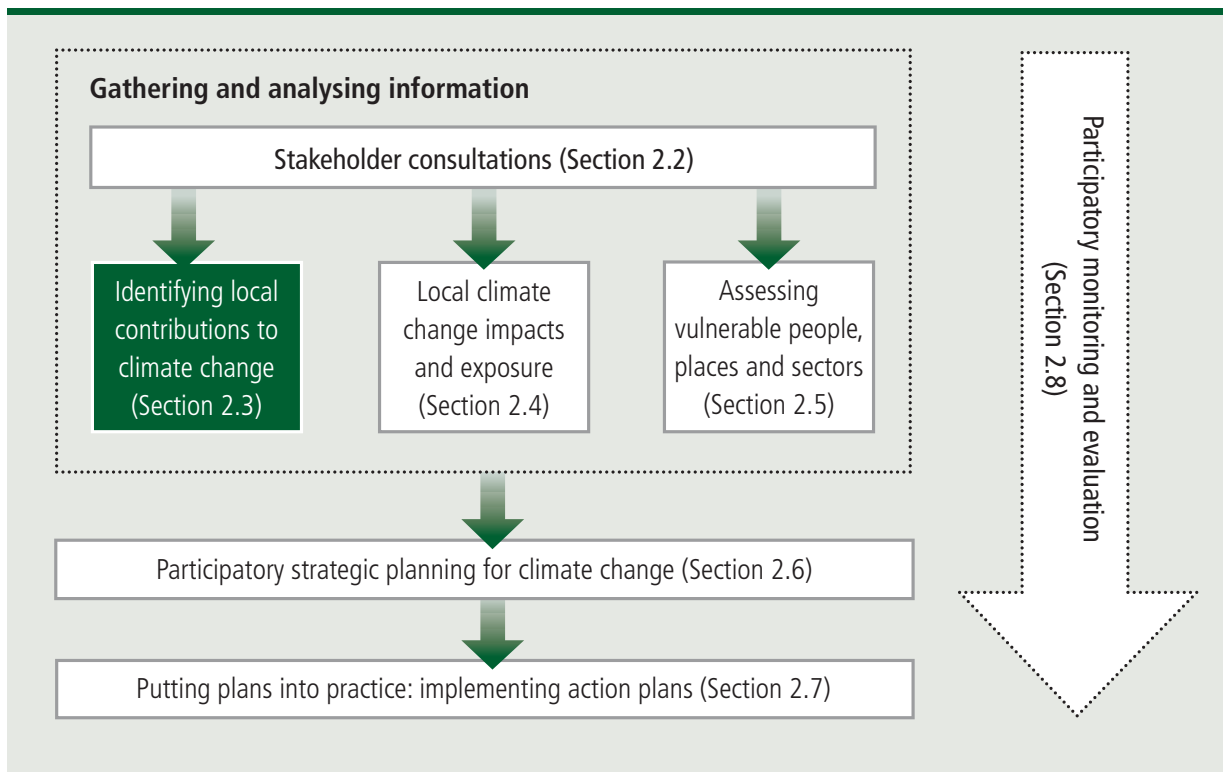 Gathering and analysing information
Stakeholder consultations (Section 2.2)
Identifying local
contributions to
climate change
(Section 2.3)
Local climate
change impacts
and exposure
(Section 2.4)
Assessing
vulnerable people,
places and sectors
(Section 2.5)
Participatory strategic planning for climate change (Section 2.6)
Putting plans into practice: implementing action plans (Section 2.7)
Participatory monitoring and evaluation
(Section 2.8)